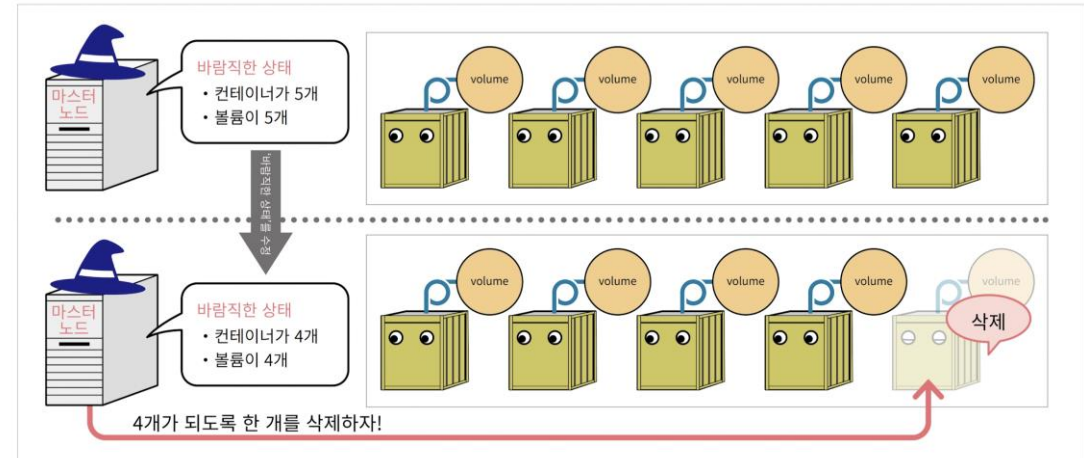 마스터
노드
바람직한 상태
• 컨테이너가 5개
• 볼륨이 5개
volume
volume
volume
volume
volume
'바람직한 상태'를 수정
마스터
노드
바람직한 상태
• 컨테이너가 4개
• 볼륨이 4개
volume
volume
volume
volume
volume
삭제
4개가 되도록 한 개를 삭제하자!